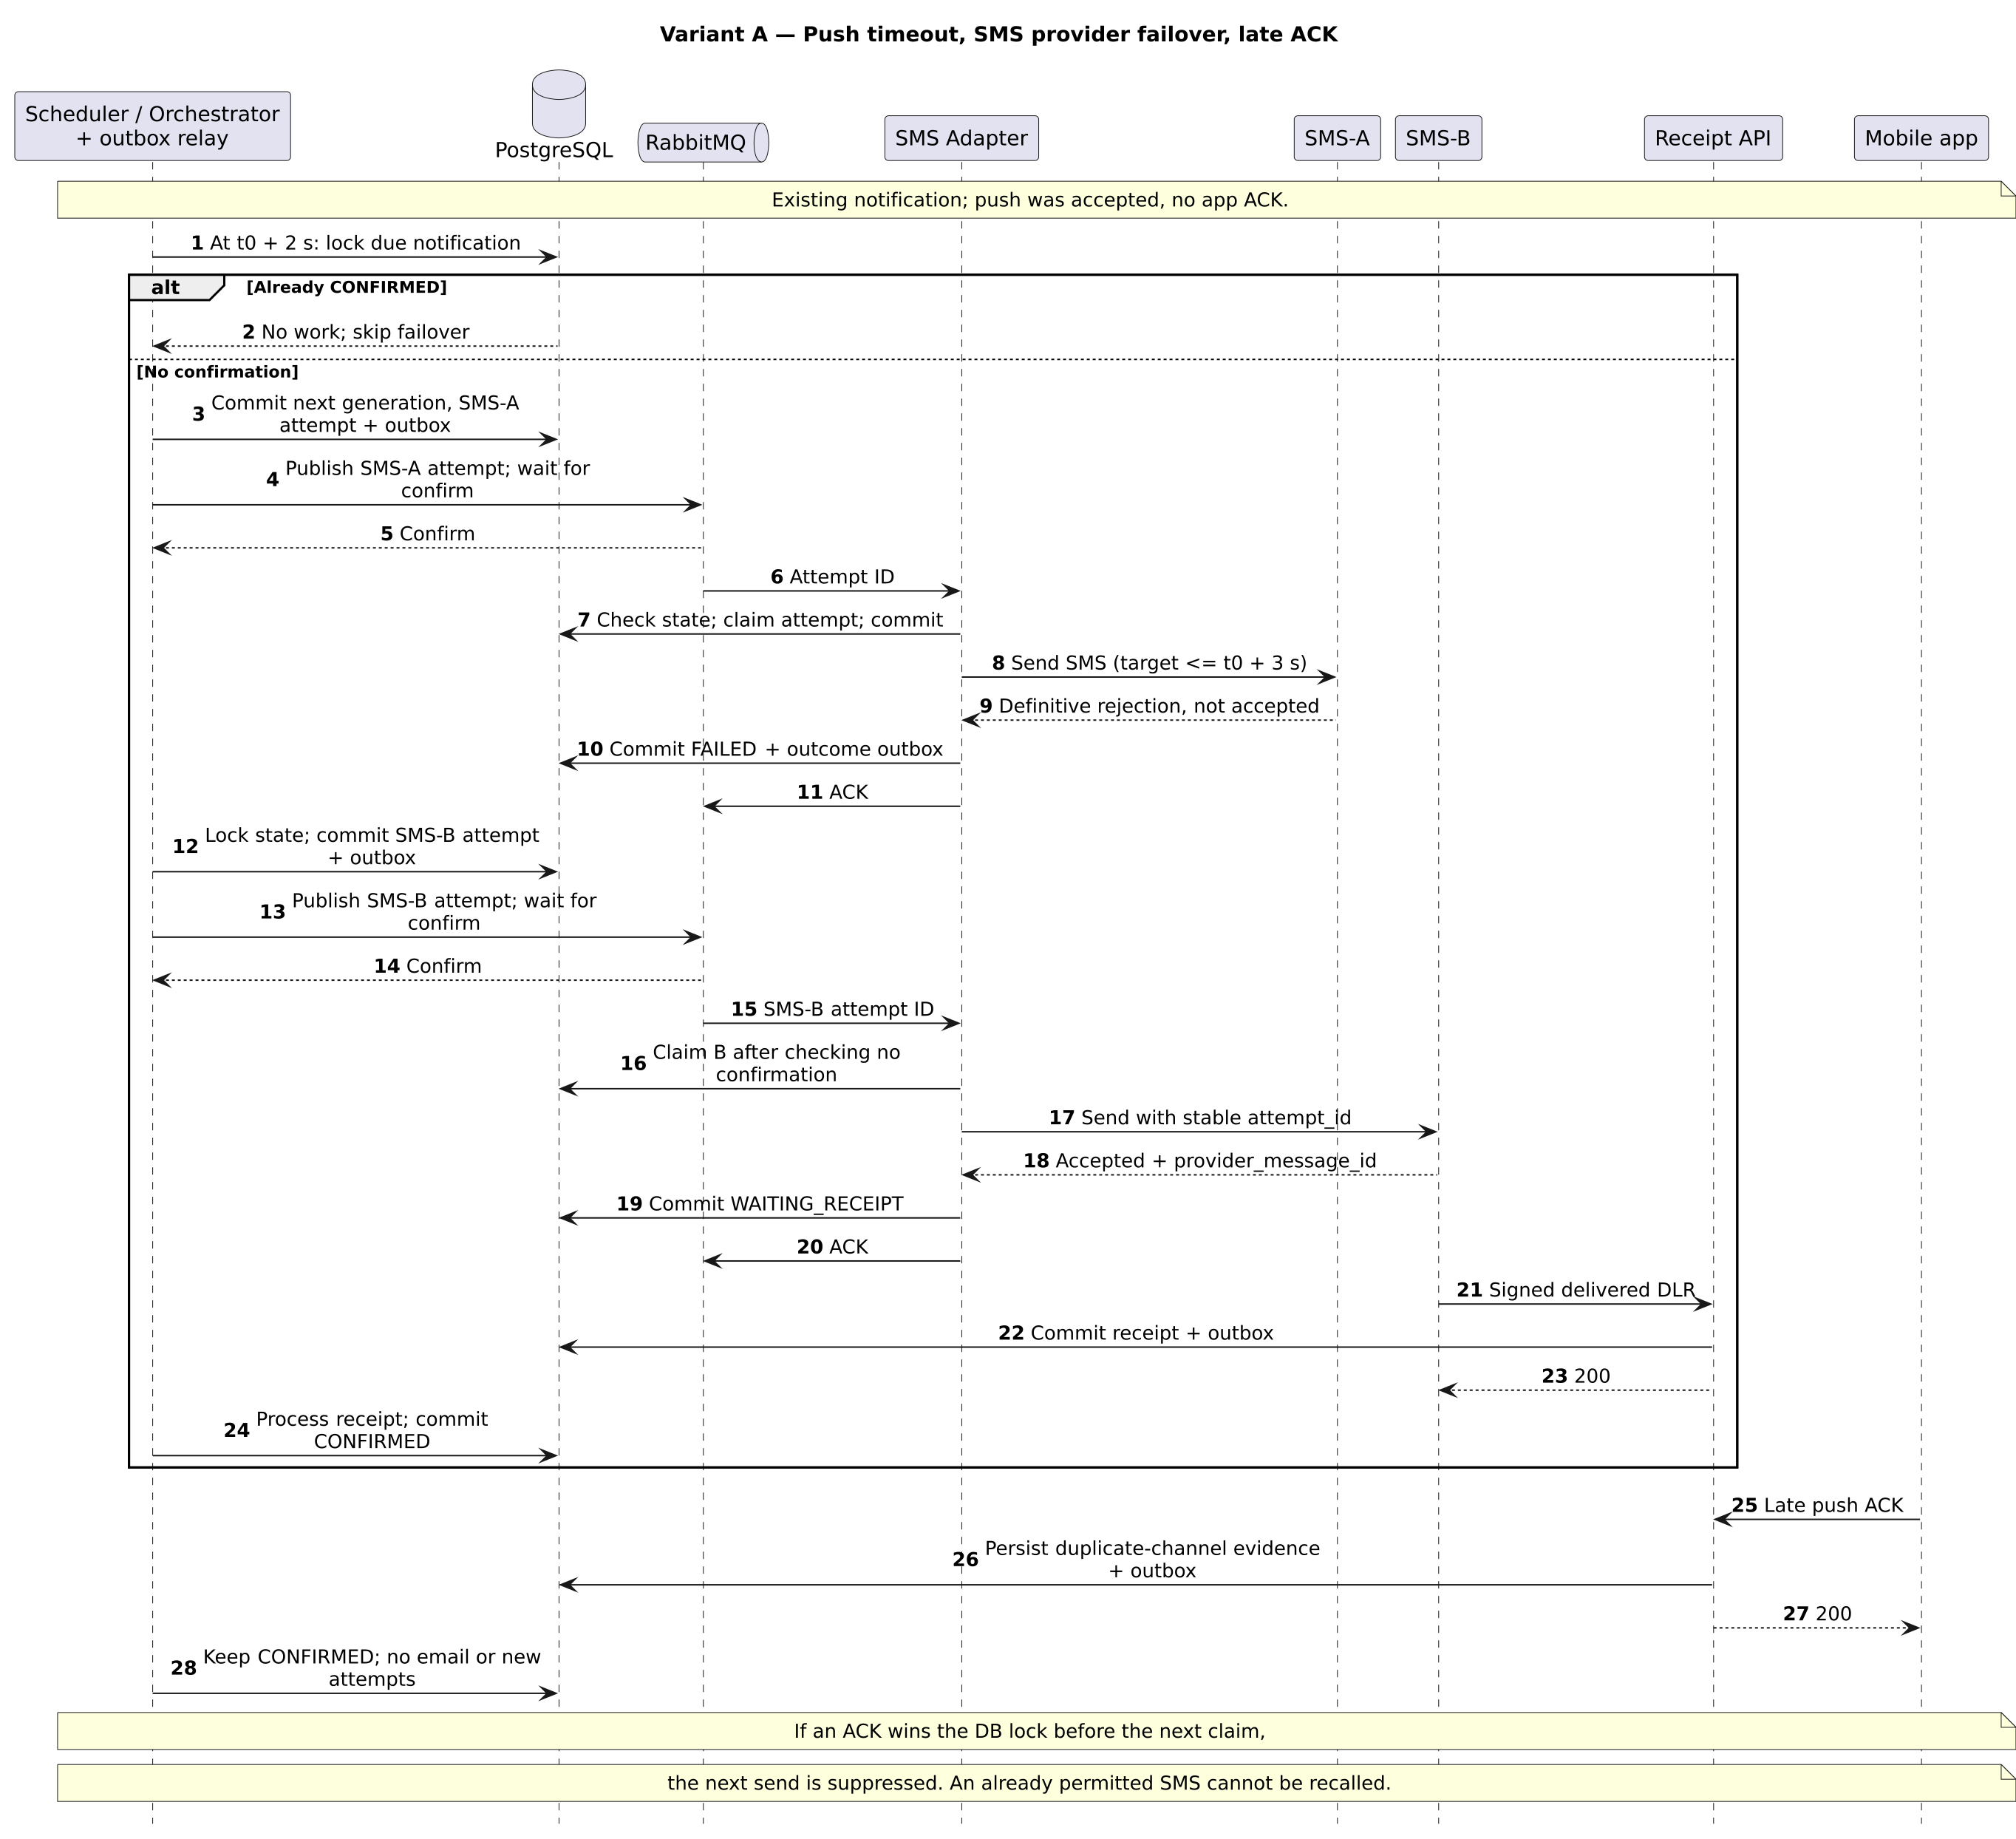 Variant A — Push timeout, SMS provider failover, late ACK
Scheduler / Orchestrator
+ outbox relay
PostgreSQL
RabbitMQ
SMS Adapter
SMS-A
SMS-B
Receipt API
Mobile app
Existing notification; push was accepted, no app ACK.
1 At t0 + 2 s: lock due notification
alt [Already CONFIRMED]
2 No work; skip failover
[No confirmation]
3 Commit next generation, SMS-A
attempt + outbox
4 Publish SMS-A attempt; wait for
confirm
5 Confirm
6 Attempt ID
7 Check state; claim attempt; commit
8 Send SMS (target <= t0 + 3 s)
9 Definitive rejection, not accepted
10 Commit FAILED + outcome outbox
11 ACK
12 Lock state; commit SMS-B attempt
+ outbox
13 Publish SMS-B attempt; wait for
confirm
14 Confirm
15 SMS-B attempt ID
16 Claim B after checking no
confirmation
17 Send with stable attempt_id
18 Accepted + provider_message_id
19 Commit WAITING_RECEIPT
20 ACK
21 Signed delivered DLR
22 Commit receipt + outbox
23 200
24 Process receipt; commit
CONFIRMED
25 Late push ACK
26 Persist duplicate-channel evidence
+ outbox
27 200
28 Keep CONFIRMED; no email or new
attempts
If an ACK wins the DB lock before the next claim,
the next send is suppressed. An already permitted SMS cannot be recalled.